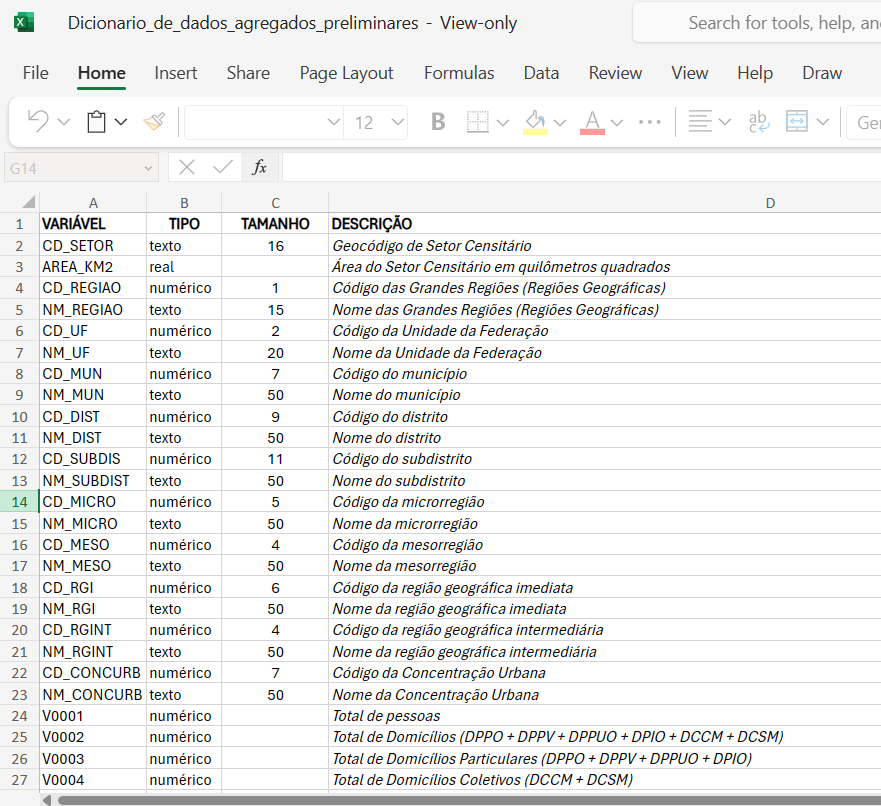 Dicionario_de_dados_agregados_preliminares - View-only
Search for tools, help, an
File Home Insert Share Page Layout Formulas Data Review View Help Draw
12 B A ab Ger
G14 fx
A B C D
1 VARIÁVEL TIPO TAMANHO DESCRIÇÃO
2 CD_SETOR texto 16 Geocódigo de Setor Censitário
3 AREA_KM2 real Área do Setor Censitário em quilômetros quadrados
4 CD_REGIAO numérico 1 Código das Grandes Regiões (Regiões Geográficas)
5 NM_REGIAO texto 15 Nome das Grandes Regiões (Regiões Geográficas)
6 CD_UF numérico 2 Código da Unidade da Federação
7 NM_UF texto 20 Nome da Unidade da Federação
8 CD_MUN numérico 7 Código do município
9 NM_MUN texto 50 Nome do município
10 CD_DIST numérico 9 Código do distrito
11 NM_DIST texto 50 Nome do distrito
12 CD_SUBDIS numérico 11 Código do subdistrito
13 NM_SUBDIST texto 50 Nome do subdistrito
14 CD_MICRO numérico 5 Código da microrregião
15 NM_MICRO texto 50 Nome da microrregião
16 CD_MESO numérico 4 Código da mesorregião
17 NM_MESO texto 50 Nome da mesorregião
18 CD_RGI numérico 6 Código da região geográfica imediata
19 NM_RGI texto 50 Nome da região geográfica imediata
20 CD_RGINT numérico 4 Código da região geográfica intermediária
21 NM_RGINT texto 50 Nome da região geográfica intermediária
22 CD_CONCURB numérico 7 Código da Concentração Urbana
23 NM_CONCURB texto 50 Nome da Concentração Urbana
24 V0001 numérico Total de pessoas
25 V0002 numérico Total de Domicílios (DPPO + DPPV + DPPUO + DPIO + DCCM + DCSM)
26 V0003 numérico Total de Domicílios Particulares (DPPO + DPPV + DPPUO + DPIO)
27 V0004 numérico Total de Domicílios Coletivos (DCCM + DCSM)